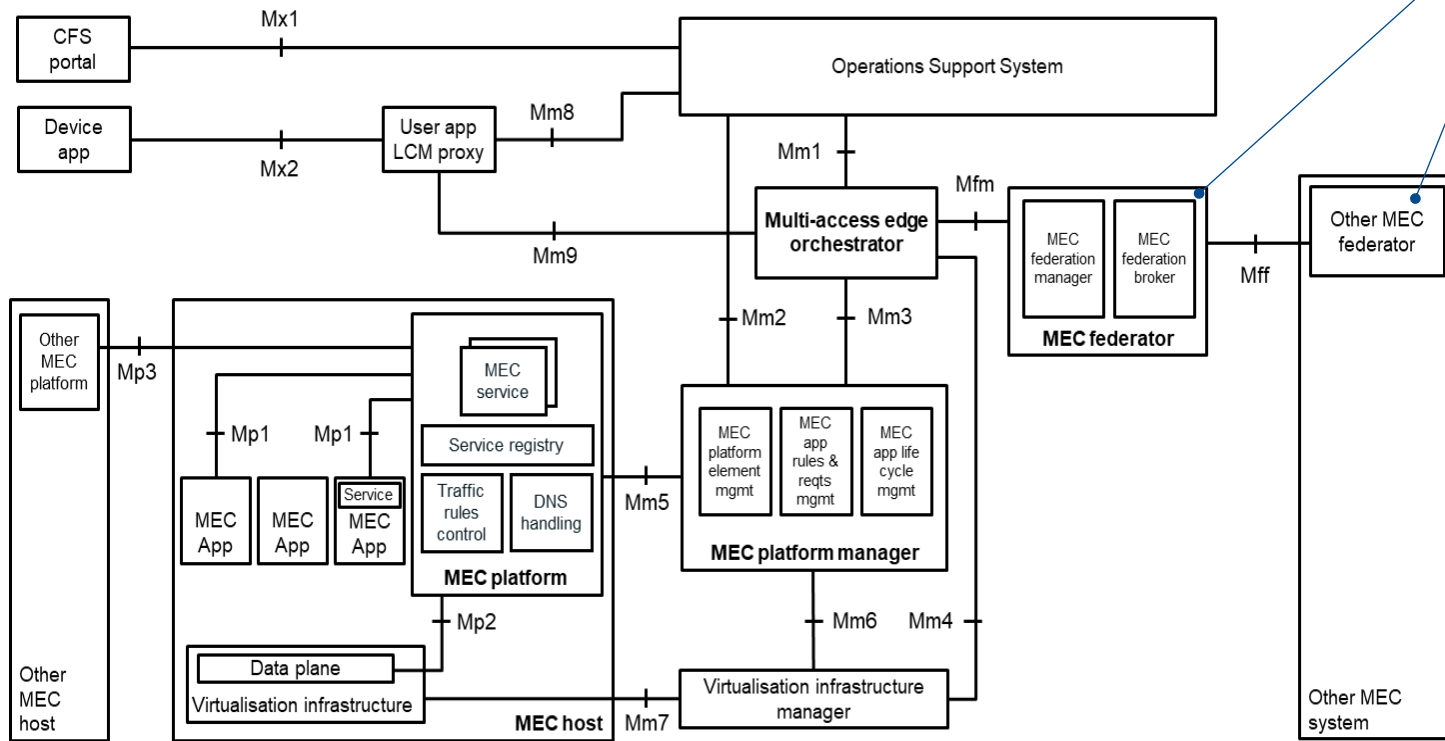 Mx1
CFS
portal
Operations Support System
Device
app
Mx2
User app
LCM proxy
Mm8
Mm1
Mfm
Multi-access edge
orchestrator
Mm9
MEC
federation
manager
MEC
federation
broker
MEC federator
Mff
Other MEC
federator
Other
MEC
platform
Mp3
MEC
service
Mm2
Mm3
Mp1
Mp1
Service registry
Traffic
rules
control
DNS
handling
MEC platform
MEC
App
MEC
App
Service
MEC
App
Mm5
MEC
platform
element
mgmt
MEC
app
rules &
reqts
mgmt
MEC
app life
cycle
mgmt
MEC platform manager
Mp2
Mm6
Mm4
Data plane
Virtualisation infrastructure
MEC host
Mm7
Virtualisation infrastructure
manager
Other
MEC
host
Other MEC
system